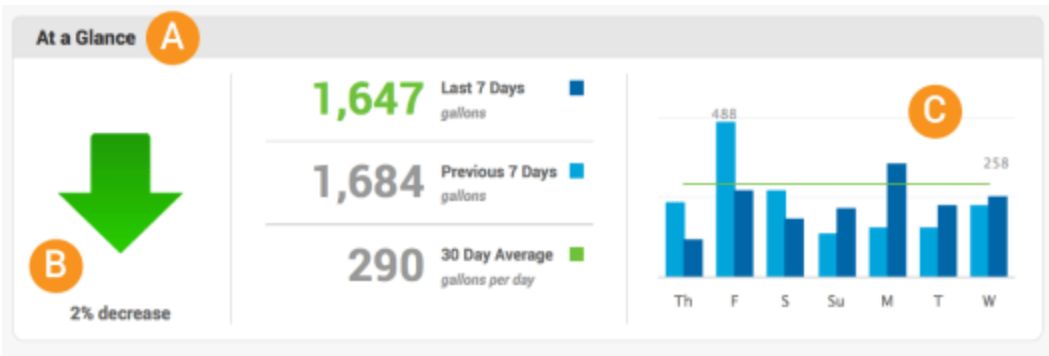 At a Glance A
B
2% decrease
1,647 Last 7 Days
gallons
1,684 Previous 7 Days
gallons
290 30 Day Average
gallons per day
C
488
258
Th F S Su M T W